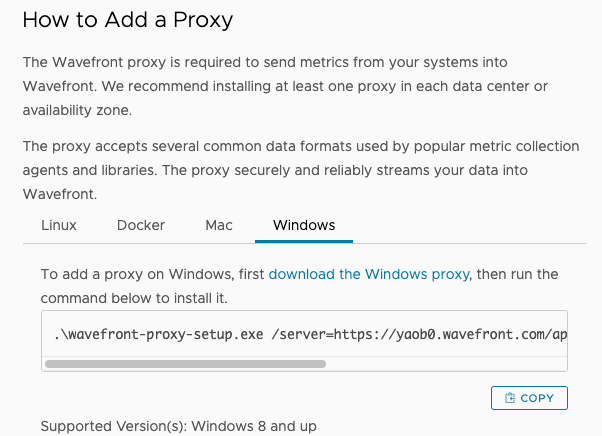 How to Add a Proxy
The Wavefront proxy is required to send metrics from your systems into
Wavefront. We recommend installing at least one proxy in each data center or
availability zone.
The proxy accepts several common data formats used by popular metric collection
agents and libraries. The proxy securely and reliably streams your data into
Wavefront.
Linux Docker Mac Windows
To add a proxy on Windows, first download the Windows proxy, then run the
command below to install it.
.\wavefront-proxy-setup.exe /server=https://yaob0.wavefront.com/ap
COPY
Supported Version(s): Windows 8 and up